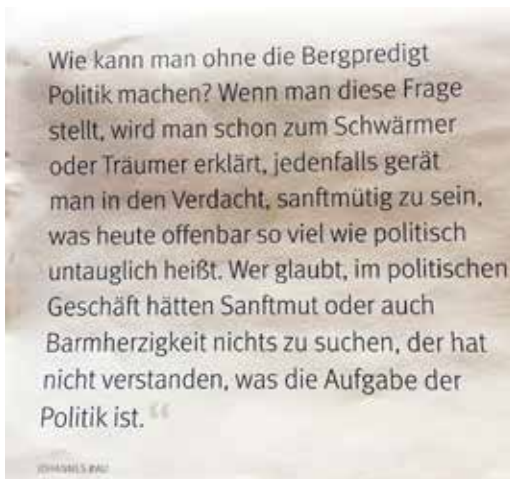 Wie kann man ohne die Bergpredigt
Politik machen? Wenn man diese Frage
stellt, wird man schon zum Schwärmer
oder Träumer erklärt, jedenfalls gerät
man in den Verdacht, sanftmütig zu sein,
was heute offenbar so viel wie politisch
untauglich heißt. Wer glaubt, im politischen
Geschäft hätten Sanftmut oder auch
Barmherzigkeit nichts zu suchen, der hat
nicht verstanden, was die Aufgabe der
Politik ist. “
JOHANNES RAU